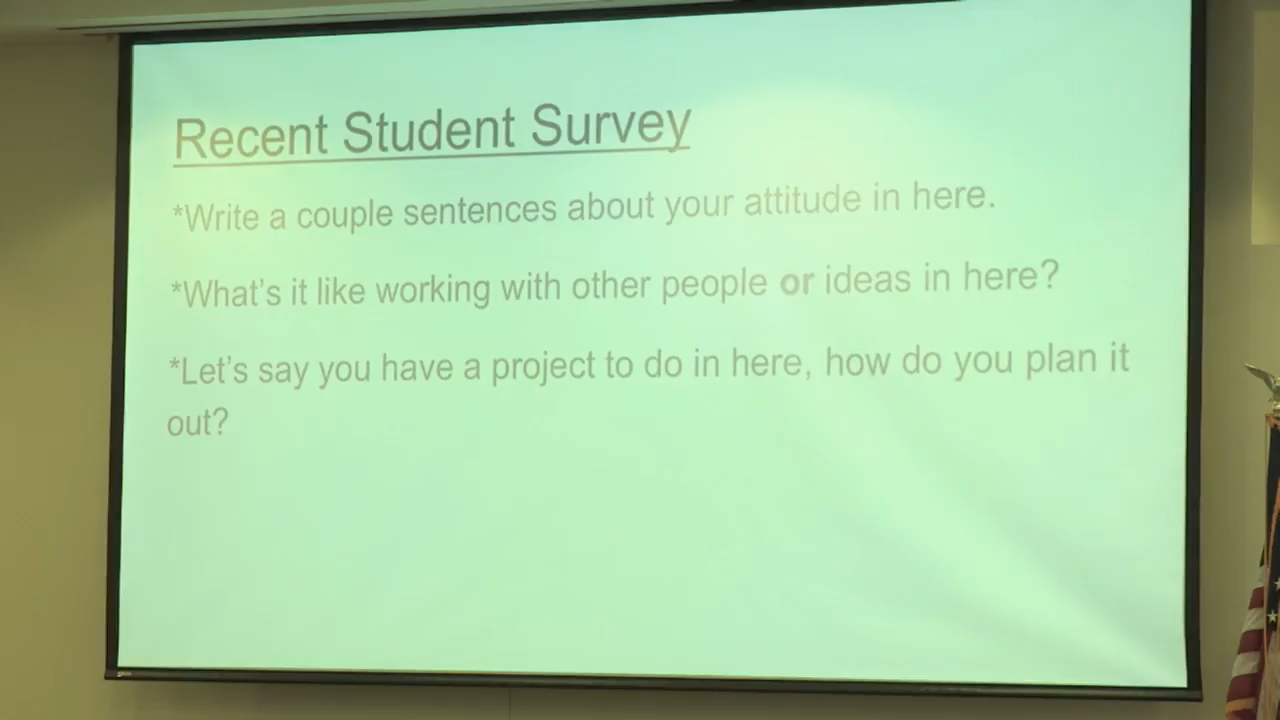 Recent Student Survey
*Write a couple sentences about your attitude in here.
*What's it like working with other people or ideas in here?
*Let's say you have a project to do in here, how do you plan it
out?